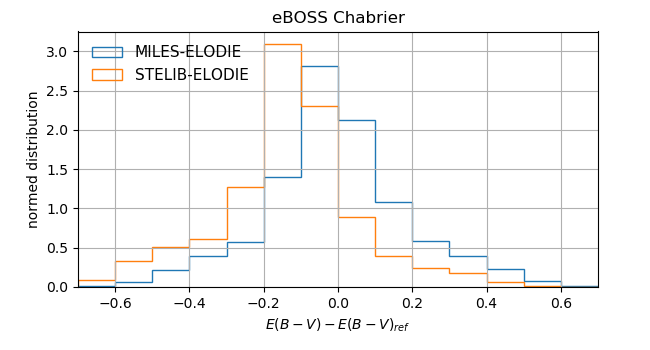 eBOSS Chabrier
MILES-ELODIE
STELIB-ELODIE
normed distribution
3.0
2.5
2.0
1.5
1.0
0.5
0.0
−0.6 −0.4 −0.2 0.0 0.2 0.4 0.6
E(B − V) − E(B − V)ref